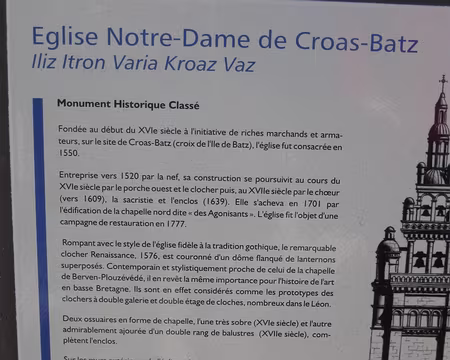 Eglise Notre-Dame de Croas-Batz
Iliz Itron Varia Kroaz Vaz
Monument Historique Classé
Fondée au début du XVIe siècle à l'initiative de riches marchands et arma-
teurs, sur le site de Croas-Batz (croix de l'Ile de Batz), l'église fut consacrée en
1550.
Entreprise vers 1520 par la nef, sa construction se poursuivit au cours du
XVIe siècle par le porche ouest et le clocher puis, au XVIIe siècle par le chœur
(vers 1609), la sacristie et l'enclos (1639). Elle s'acheva en 1701 par
l'édification de la chapelle nord dite « des Agonisants ». L'église fit l'objet d'une
campagne de restauration en 1777.
Rompant avec le style de l'église fidèle à la tradition gothique, le remarquable
clocher Renaissance, 1576, est couronné d'un dôme flanqué de lanternons
superposés. Contemporain et stylistiquement proche de celui de la chapelle
de Berven-Plouzévédé, il en revêt la même importance pour l'histoire de l'art
en basse Bretagne. Ils sont en effet considérés comme les prototypes des
clochers à double galerie et double étage de cloches, nombreux dans le Léon.
Deux ossuaires en forme de chapelle, l'une très sobre (XVIe siècle) et l'autre
admirablement ajourée d'un double rang de balustres (XVIIe siècle), com-
plètent l'enclos.